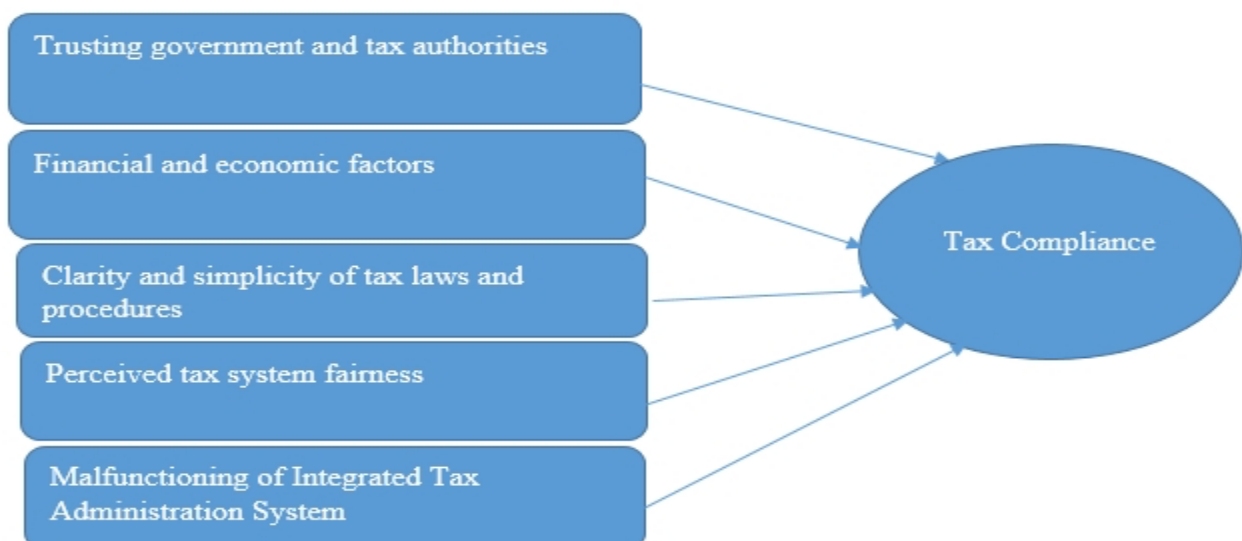 Trusting government and tax authorities
Financial and economic factors
Clarity and simplicity of tax laws and
procedures
Perceived tax system fairness
Malfunctioning of Integrated Tax
Administration System
Tax Compliance